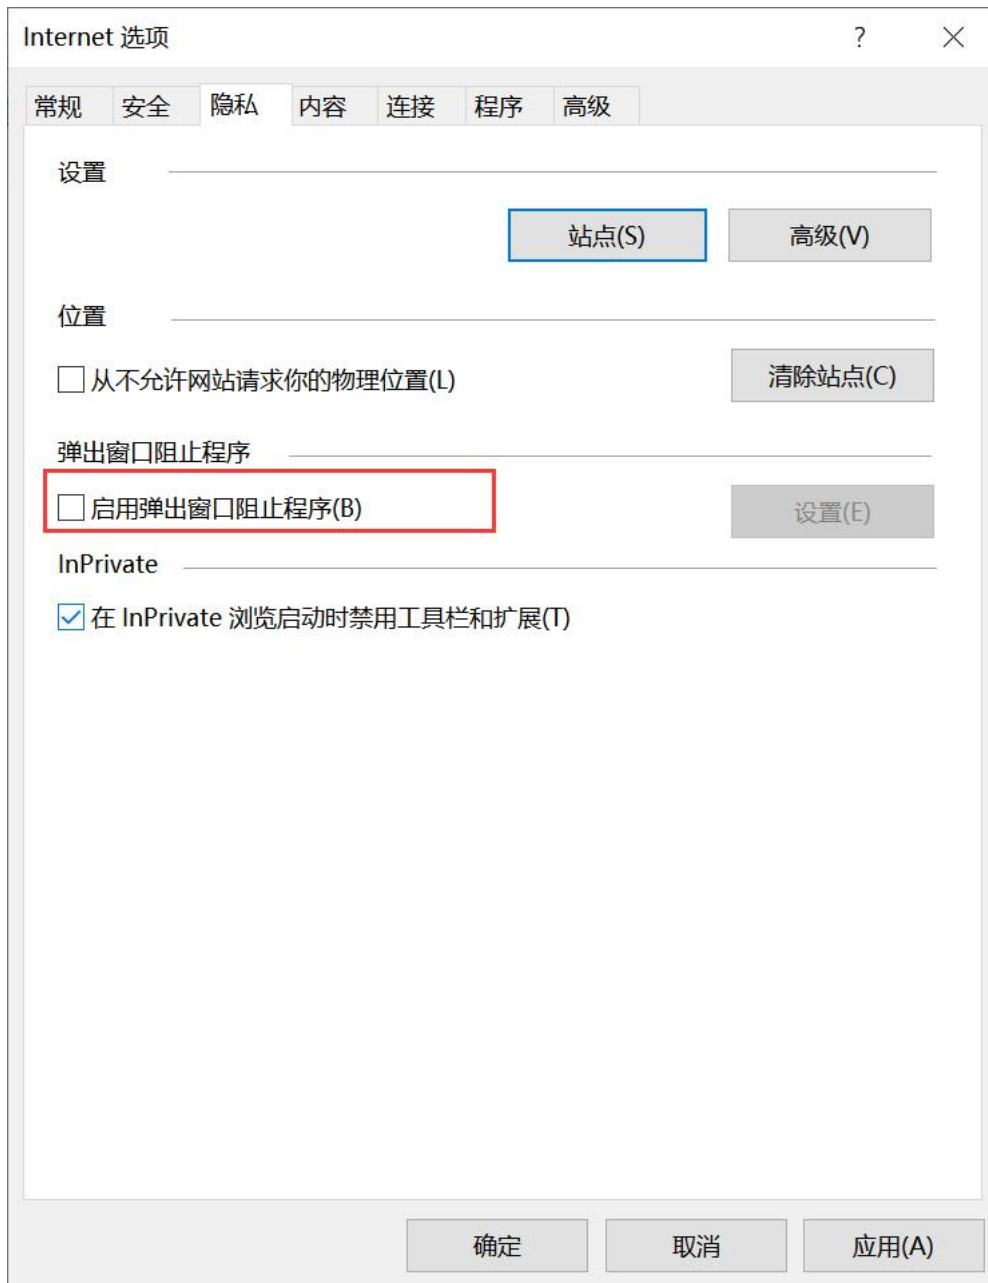 Internet 选项 ?
常规 安全 隐私 内容 连接 程序 高级
设置
站点(S) 高级(V)
位置
从不允许网站请求你的物理位置(L) 清除站点(C)
弹出窗口阻止程序
启用弹出窗口阻止程序(B) 设置(E)
InPrivate
在 InPrivate 浏览启动时禁用工具栏和扩展(T)
确定 取消 应用(A)